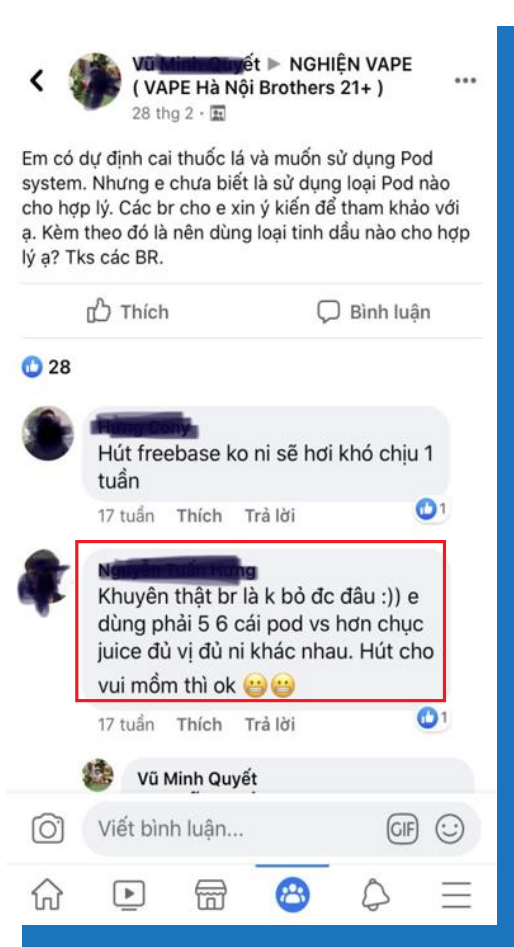 Vũ Minh Quyết ▶ NGHIỆN VAPE
( VAPE Hà Nội Brothers 21+ )
28 thg 2 ·
Em có dự định cai thuốc lá và muốn sử dụng Pod
system. Nhưng e chưa biết là sử dụng loại Pod nào
cho hợp lý. Các br cho e xin ý kiến để tham khảo với
ạ. Kèm theo đó là nên dùng loại tinh dầu nào cho hợp
lý ạ? Tks các BR.
Thích
Bình luận
28
Hút freebase ko ni sẽ hơi khó chịu 1
tuần
17 tuần Thích Trả lời
1
Khuyên thật br là k bỏ đc đâu :)) e
dùng phải 5 6 cái pod vs hơn chục
juice đủ vị đủ ni khác nhau. Hút cho
vui mồm thì ok 😬😬
17 tuần Thích Trả lời
1
Vũ Minh Quyết
Viết bình luận...
GIF